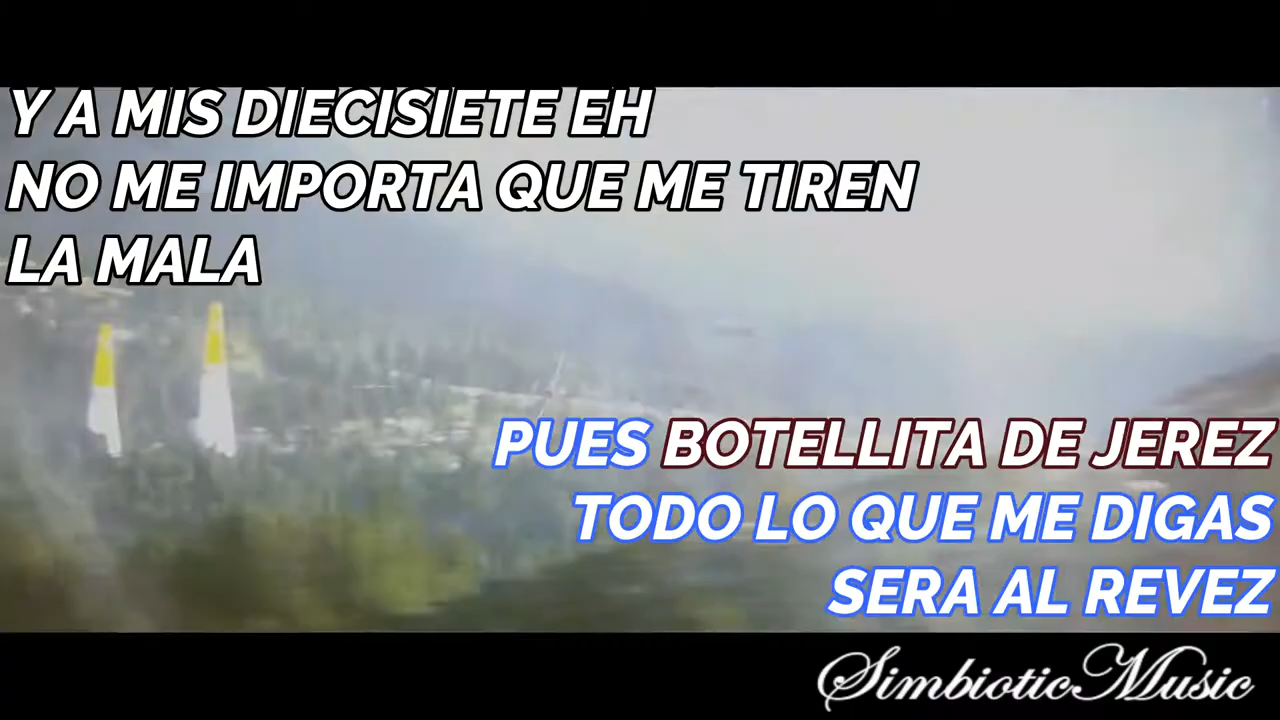 Y A MIS DIECISIETE EH
NO ME IMPORTA QUE ME TIREN
LA MALA
PUES BOTELLITA DE JEREZ
TODO LO QUE ME DIGAS
SERA AL REVEZ
SimbioticMusic